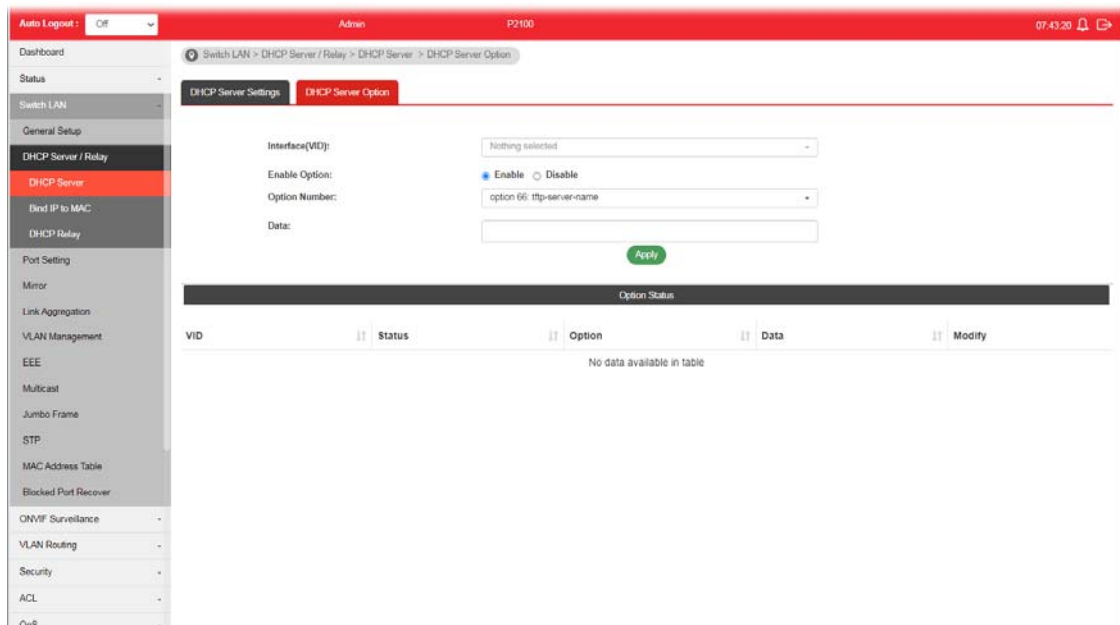 Auto Logout : Off Admin P2100 07:43:20
Dashboard
Status
Switch LAN
General Setup
DHCP Server / Relay
DHCP Server
Bind IP to MAC
DHCP Relay
Port Setting
Mirror
Link Aggregation
VLAN Management
EEE
Multicast
Jumbo Frame
STP
MAC Address Table
Blocked Port Recover
ONVIF Surveillance
VLAN Routing
Security
ACL
QoS
Switch LAN > DHCP Server / Relay > DHCP Server > DHCP Server Option
DHCP Server Settings DHCP Server Option
Interface(VID): Nothing selected
Enable Option: Enable Disable
Option Number: option 66: tftp-server-name
Data:
Apply
Option Status
VID Status Option Data Modify
No data available in table